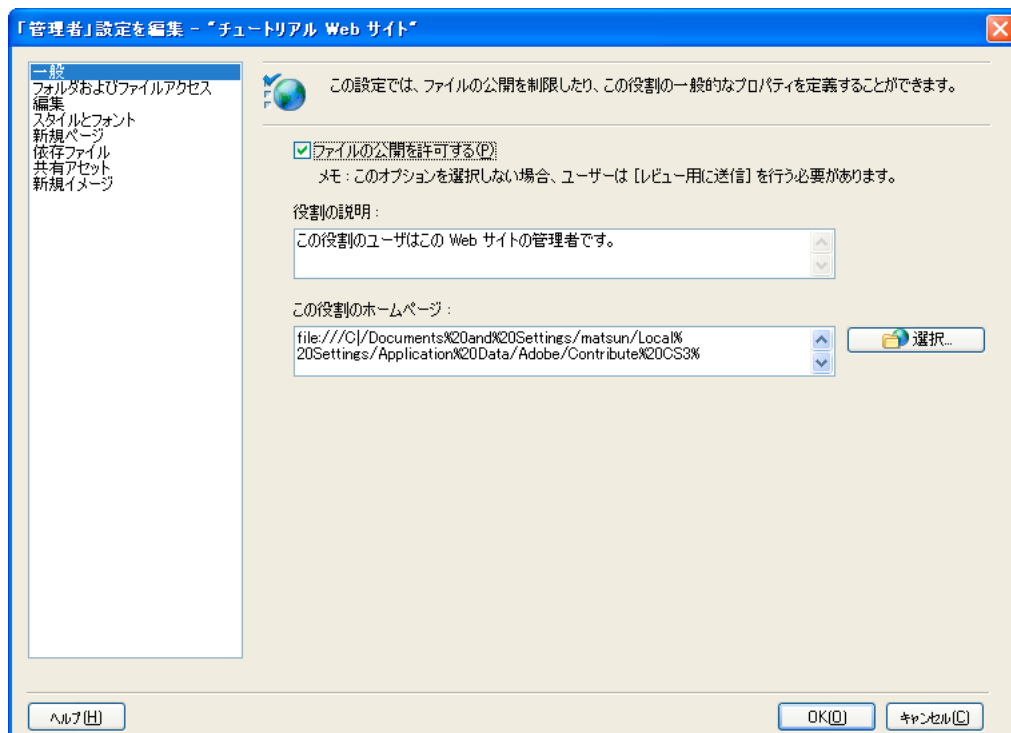 「管理者」設定を編集 - "チュートリアル Web サイト"
一般
フォルダおよびファイルアクセス
編集
スタイルとフォント
新規ページ
依存ファイル
共有アセット
新規イメージ
この設定では、ファイルの公開を制限したり、この役割の一般的なプロパティを定義することができます。
ファイルの公開を許可する(P)
メモ：このオプションを選択しない場合、ユーザーは [レビュー用に送信] を行う必要があります。
役割の説明：
この役割のユーザはこの Web サイトの管理者です。
この役割のホームページ：
file:///C|/Documents%20and%20Settings/matsun/Local%
20Settings/Application%20Data/Adobe/Contribute%20CS3%
選択...
ヘルプ(H)
OK(O)
キャンセル(C)